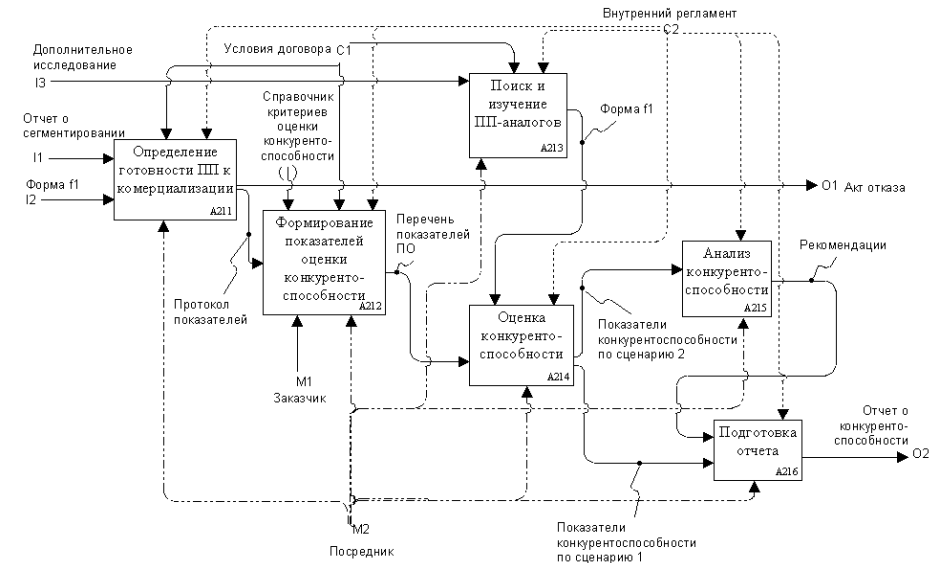 Внутренний регламент
C2
Дополнительное
исследование
I3
Условия договора C1
Справочник
критериев
оценки
конкуренто-
способности
( )
Поиск и
изучение
ПП-аналогов
A213
Форма f1
Отчет о
сегментировании
I1
Форма f1
I2
Определение
готовности ПП к
комерциализации
A211
O1 Акт отказа
Формирование
показателей
оценки
конкуренто-
способности
A212
Перечень
показателей
ПО
Анализ
конкуренто-
способности
A215
Рекомендации
Протокол
показателей
Оценка
конкуренто-
способности
A214
Показатели
конкурентоспособности
по сценарию 2
M1
Заказчик
Подготовка
отчета
A216
Отчет о
конкуренто-
способности
O2
M2
Посредник
Показатели
конкурентоспособности
по сценарию 1